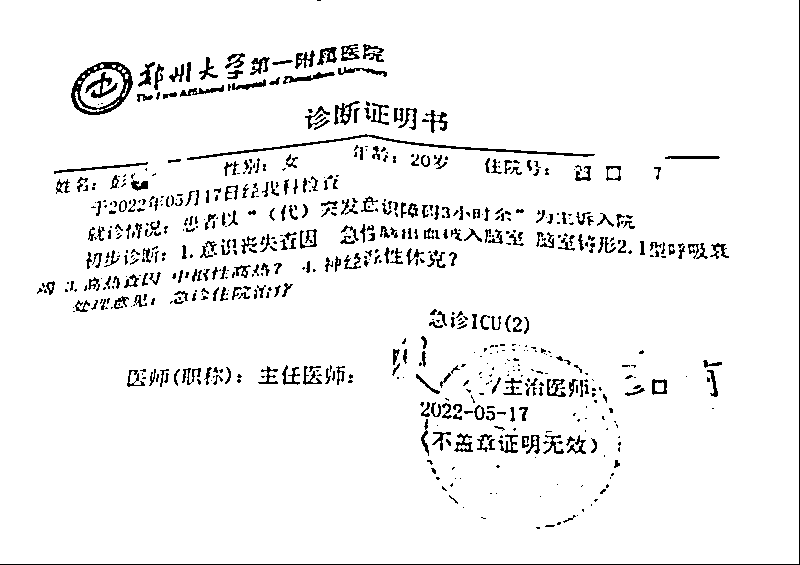 郑州大学第一附属医院
The First Affiliated Hospital of Zhengzhou University
诊断证明书
姓名：彭 性别：女 年龄：20岁 住院号： 7
于2022年05月17日经我科检查
就诊情况：患者以“（代）突发意识障碍3小时余”为主诉入院
初步诊断：1.意识丧失查因 急性脑出血破入脑室 脑室铸形2.1型呼吸衰
竭 3.高热查因 中枢性高热？ 4.神经源性休克？
处理意见：急诊住院治疗
急诊ICU(2)
医师(职称)：主任医师： /主治医师：
2022-05-17
(不盖章证明无效)